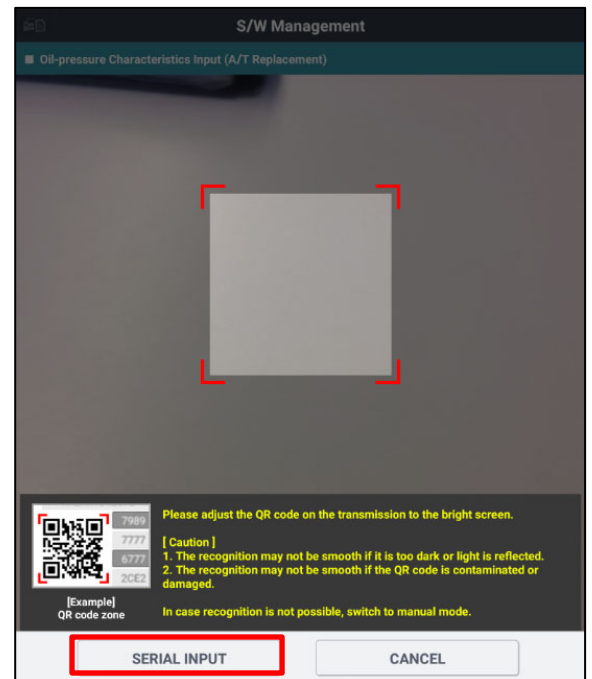 S/W Management
■ Oil-pressure Characteristics Input (A/T Replacement)
7989
7777
6777
2CE2
[Example]
QR code zone
Please adjust the QR code on the transmission to the bright screen.
[ Caution ]
1. The recognition may not be smooth if it is too dark or light is reflected.
2. The recognition may not be smooth if the QR code is contaminated or
damaged.
In case recognition is not possible, switch to manual mode.
SERIAL INPUT
CANCEL